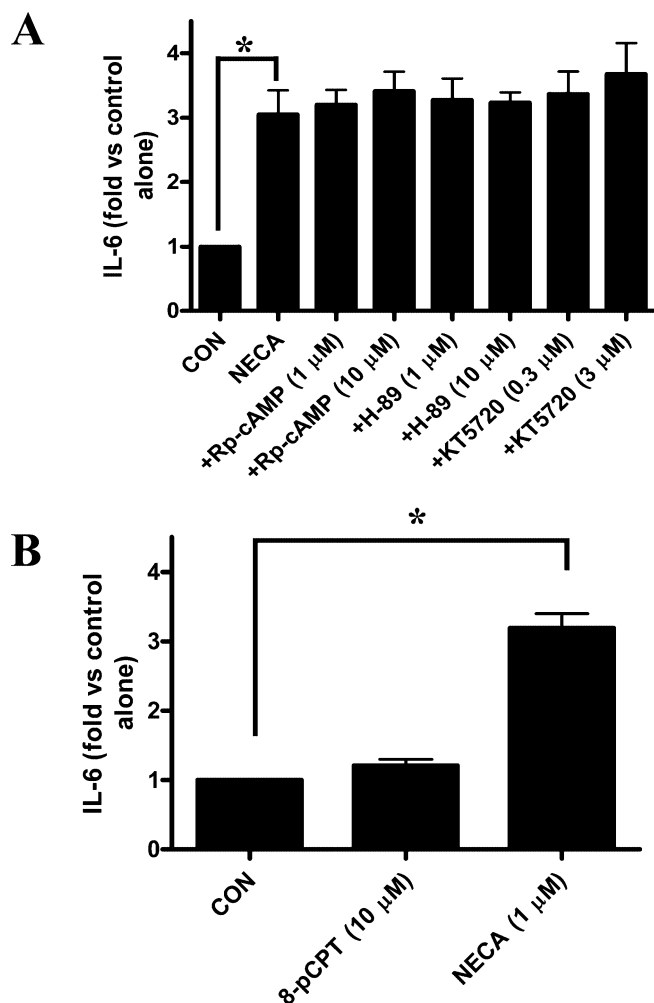 A
*
IL-6 (fold vs control
alone)
4
3
2
1
0
CON
NECA
+Rp-cAMP (1 μM)
+Rp-cAMP (10 μM)
+H-89 (1 μM)
+H-89 (10 μM)
+KT5720 (0.3 μM)
+KT5720 (3 μM)
B
*
IL-6 (fold vs control
alone)
4
3
2
1
0
CON
8-pCPT (10 μM)
NECA (1 μM)